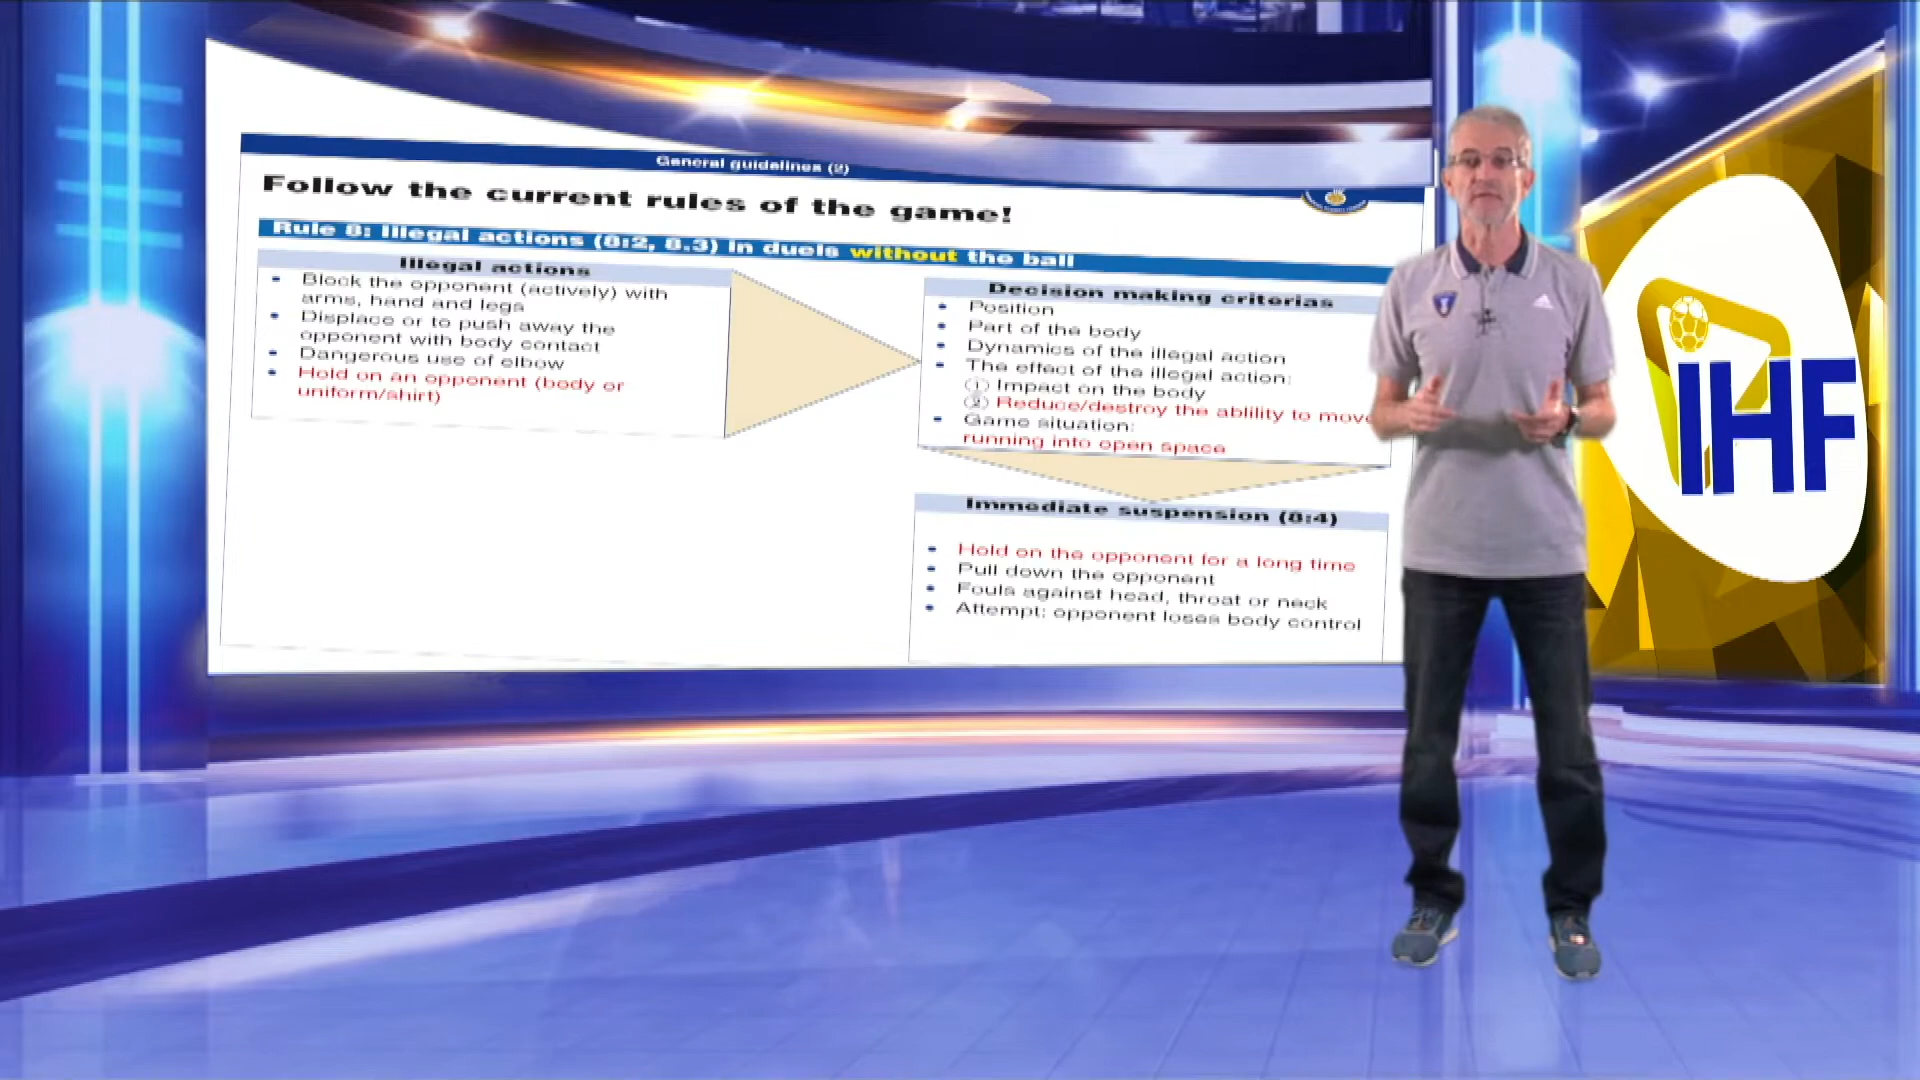 General guidelines (2)
Follow the current rules of the game!
Rule 8: Illegal actions (8:2, 8.3) in duels without the ball
Illegal actions
• Block the opponent (actively) with
arms, hand and legs
• Displace or to push away the
opponent with body contact
• Dangerous use of elbow
• Hold on an opponent (body or
uniform/shirt)
Decision making criterias
• Position
• Part of the body
• Dynamics of the illegal action
• The effect of the illegal action:
① Impact on the body
② Reduce/destroy the ablility to move
• Game situation:
running into open space
Immediate suspension (8:4)
• Hold on the opponent for a long time
• Pull down the opponent
• Fouls against head, throat or neck
• Attempt: opponent loses body control
IHF